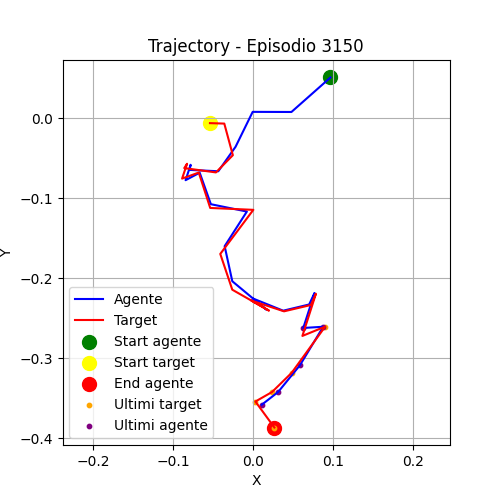 Trajectory - Episodio 3150
0.0
−0.1
−0.2
−0.3
−0.4
Y
Agente
Target
Start agente
Start target
End agente
Ultimi target
Ultimi agente
−0.2 −0.1 0.0 0.1 0.2
X